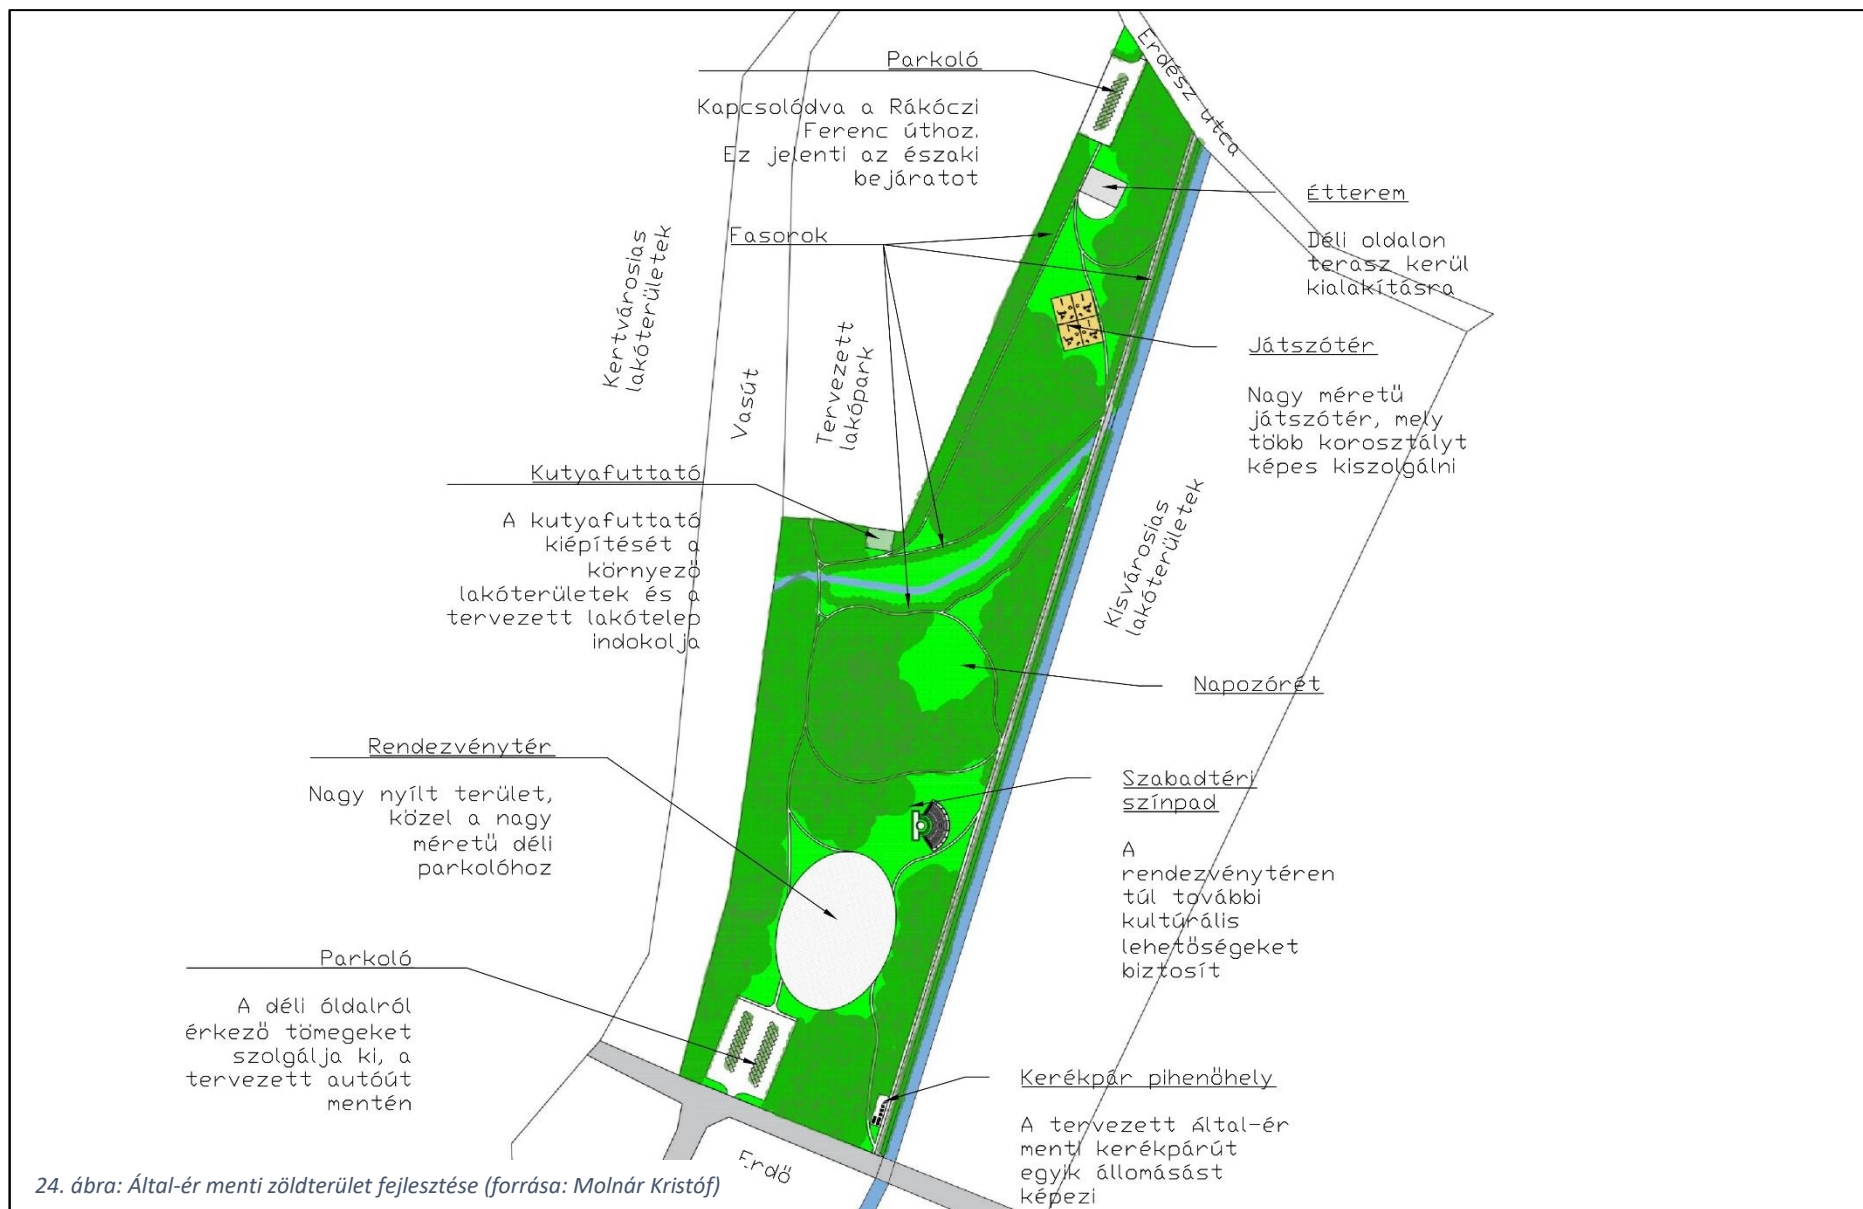 Erdész utca
Parkoló
Kapcsolódva a Rákóczi
Ferenc úthoz.
Ez jelenti az északi
bejáratot
Étterem
Déli oldalon
terasz kerül
kialakításra
Fasorok
Kertvárosias
lakóterületek
Vasút
Tervezett
lakópark
Játszótér
Nagy méretű
játszótér, mely
több korosztályt
képes kiszolgálni
Kutyafuttató
A kutyafuttató
kiépítését a
környező
lakóterületek és a
tervezett lakótelep
indokolja
Kisvárosias
lakóterületek
Napozórét
Rendezvénytér
Nagy nyílt terület,
közel a nagy
méretű déli
parkolóhoz
Szabadtéri
színpad
A
rendezvénytéren
túl további
kultúrális
lehetőségeket
biztosít
Parkoló
A déli óldalról
érkező tömegeket
szolgálja ki, a
tervezett autóút
mentén
Kerékpár pihenőhely
A tervezett Által-ér
menti kerékpárút
egyik állomásást
képezi
Erdő
24. ábra: Által-ér menti zöldterület fejlesztése (forrása: Molnár Kristóf)